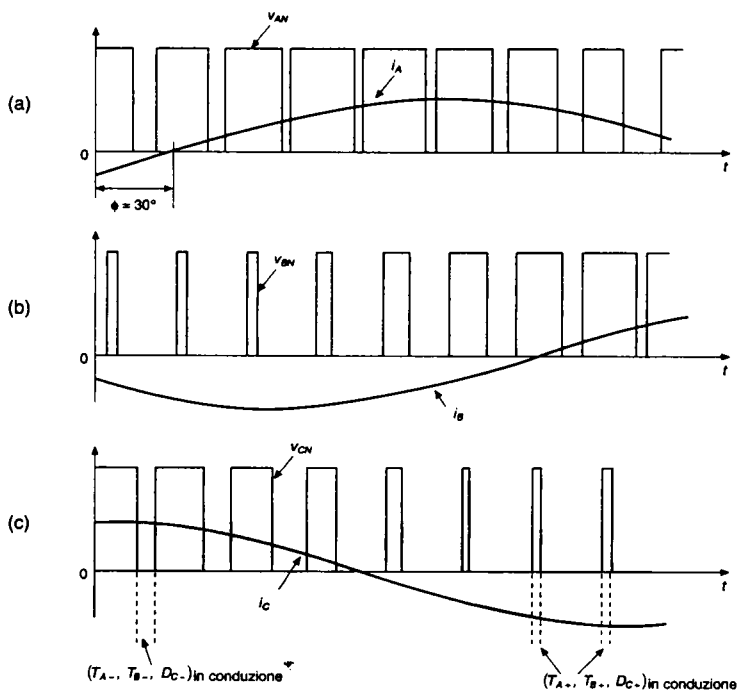 v_AN
(a)
i_A
0
t
ϕ = 30°
(b)
v_BN
0
t
i_B
v_CN
(c)
0
t
i_C
(T_A−, T_B−, D_C−) in conduzione
(T_A+, T_B+, D_C+) in conduzione